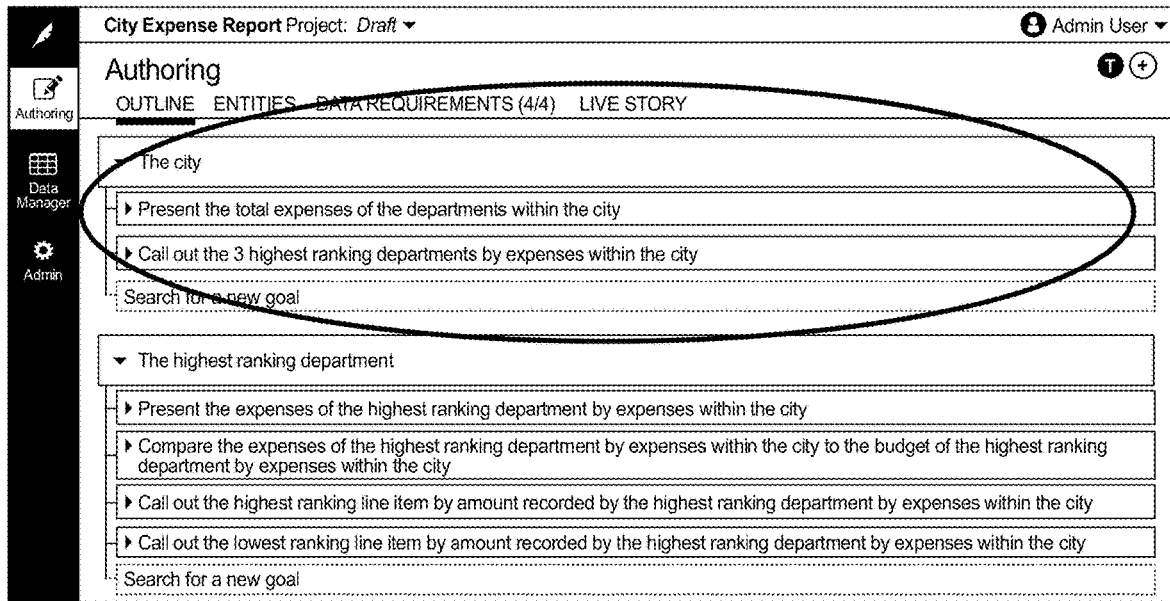 City Expense Report Project: Draft
Admin User
Authoring
T +
OUTLINE ENTITIES DATA REQUIREMENTS (4/4) LIVE STORY
Authoring
Data
Manager
Admin
The city
Present the total expenses of the departments within the city
Call out the 3 highest ranking departments by expenses within the city
Search for a new goal
The highest ranking department
Present the expenses of the highest ranking department by expenses within the city
Compare the expenses of the highest ranking department by expenses within the city to the budget of the highest ranking
department by expenses within the city
Call out the highest ranking line item by amount recorded by the highest ranking department by expenses within the city
Call out the lowest ranking line item by amount recorded by the highest ranking department by expenses within the city
Search for a new goal